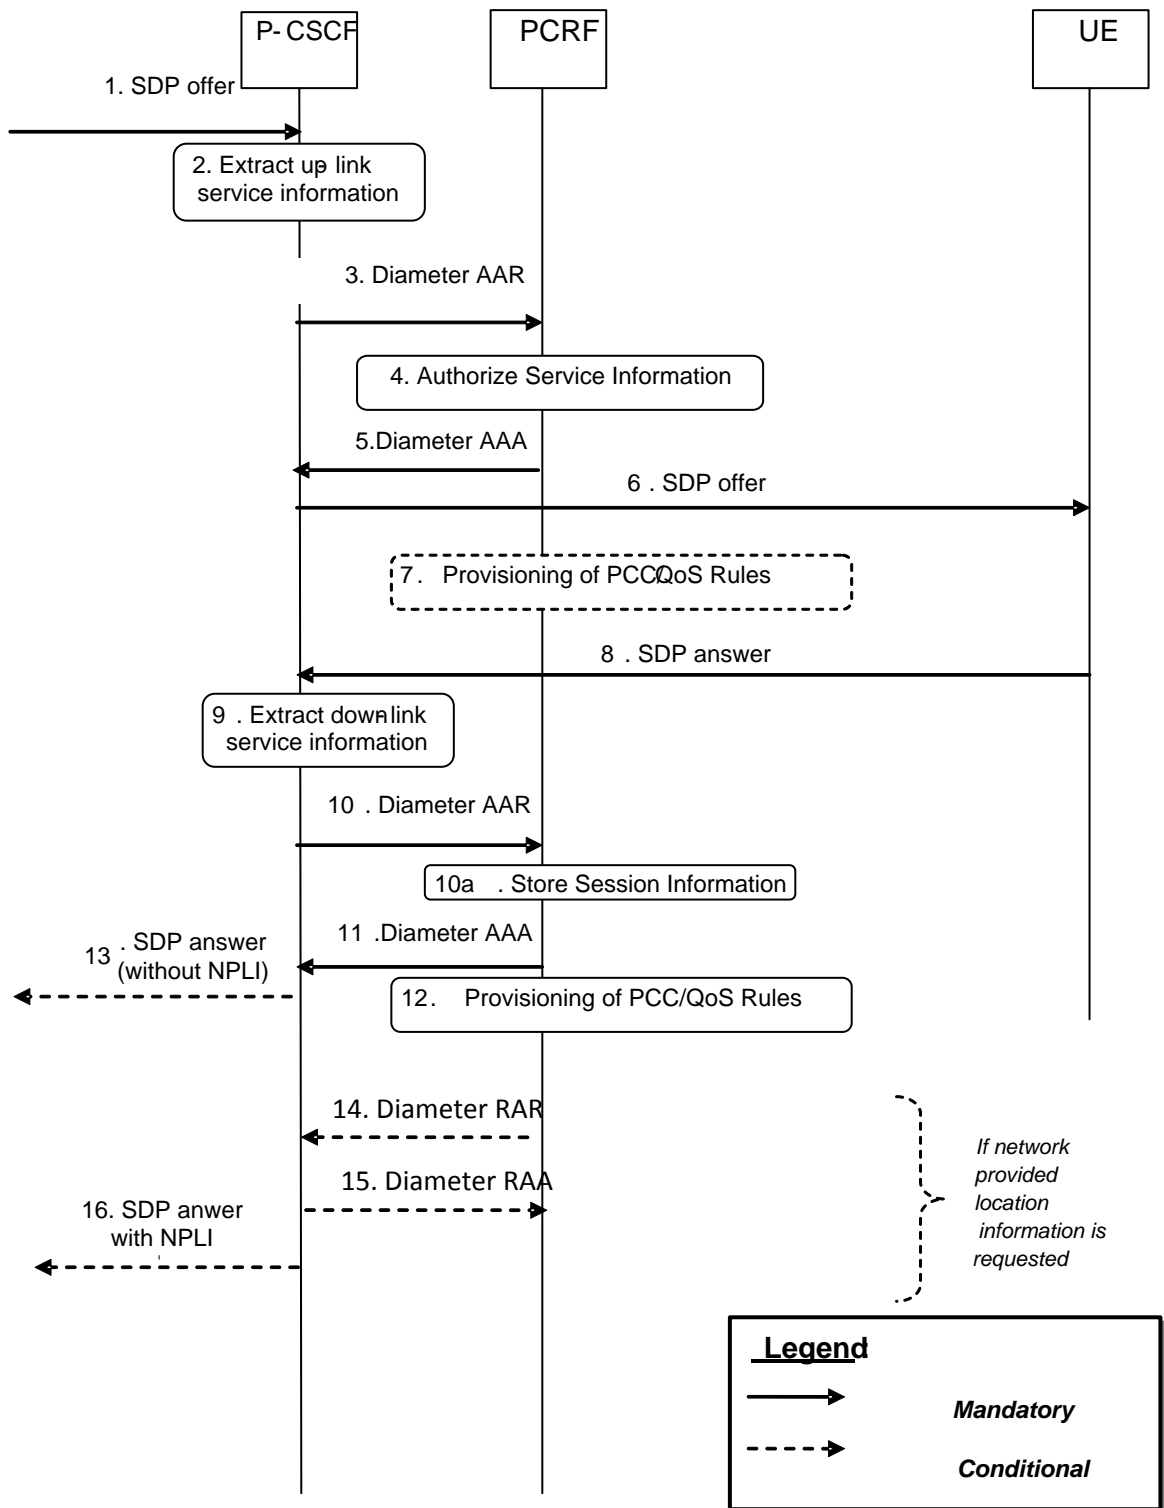 P- CSCF
PCRF
UE
1. SDP offer
2. Extract up- link
service information
3. Diameter AAR
4. Authorize Service Information
5.Diameter AAA
6 . SDP offer
7. Provisioning of PCC/QoS Rules
8 . SDP answer
9 . Extract down-link
service information
10 . Diameter AAR
10a . Store Session Information
11 .Diameter AAA
13 . SDP answer
(without NPLI)
12. Provisioning of PCC/QoS Rules
14. Diameter RAR
15. Diameter RAA
16. SDP anwer
with NPLI
If network
provided
location
information is
requested
Legend:
Mandatory
Conditional